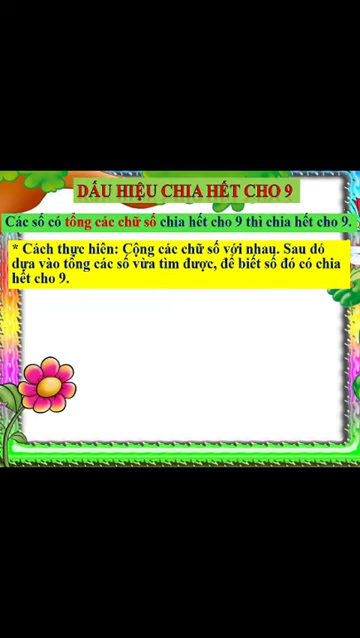 DẤU HIỆU CHIA HẾT CHO 9
Các số có tổng các chữ số chia hết cho 9 thì chia hết cho 9.
* Cách thực hiên: Cộng các chữ số với nhau. Sau dó
dựa vào tổng các số vừa tìm được, để biết số đó có chia
hết cho 9.